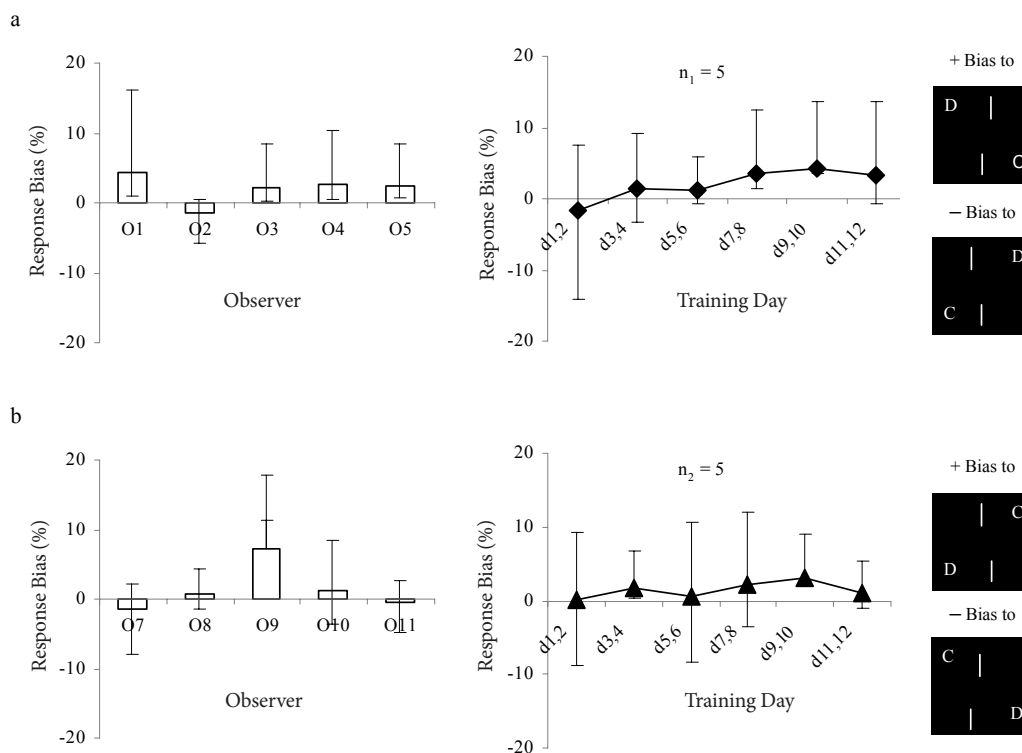 a
20
10
0
-10
-20
Response Bias (%)
O1
O2
O3
O4
O5
Observer
20
10
0
-10
-20
Response Bias (%)
n1 = 5
d1,2
d3,4
d5,6
d7,8
d9,10
d11,12
Training Day
+ Bias to
D
C
– Bias to
D
C
b
20
10
0
-10
-20
Response Bias (%)
O7
O8
O9
O10
O11
Observer
20
10
0
-10
-20
Response Bias (%)
n2 = 5
d1,2
d3,4
d5,6
d7,8
d9,10
d11,12
Training Day
+ Bias to
C
D
– Bias to
C
D